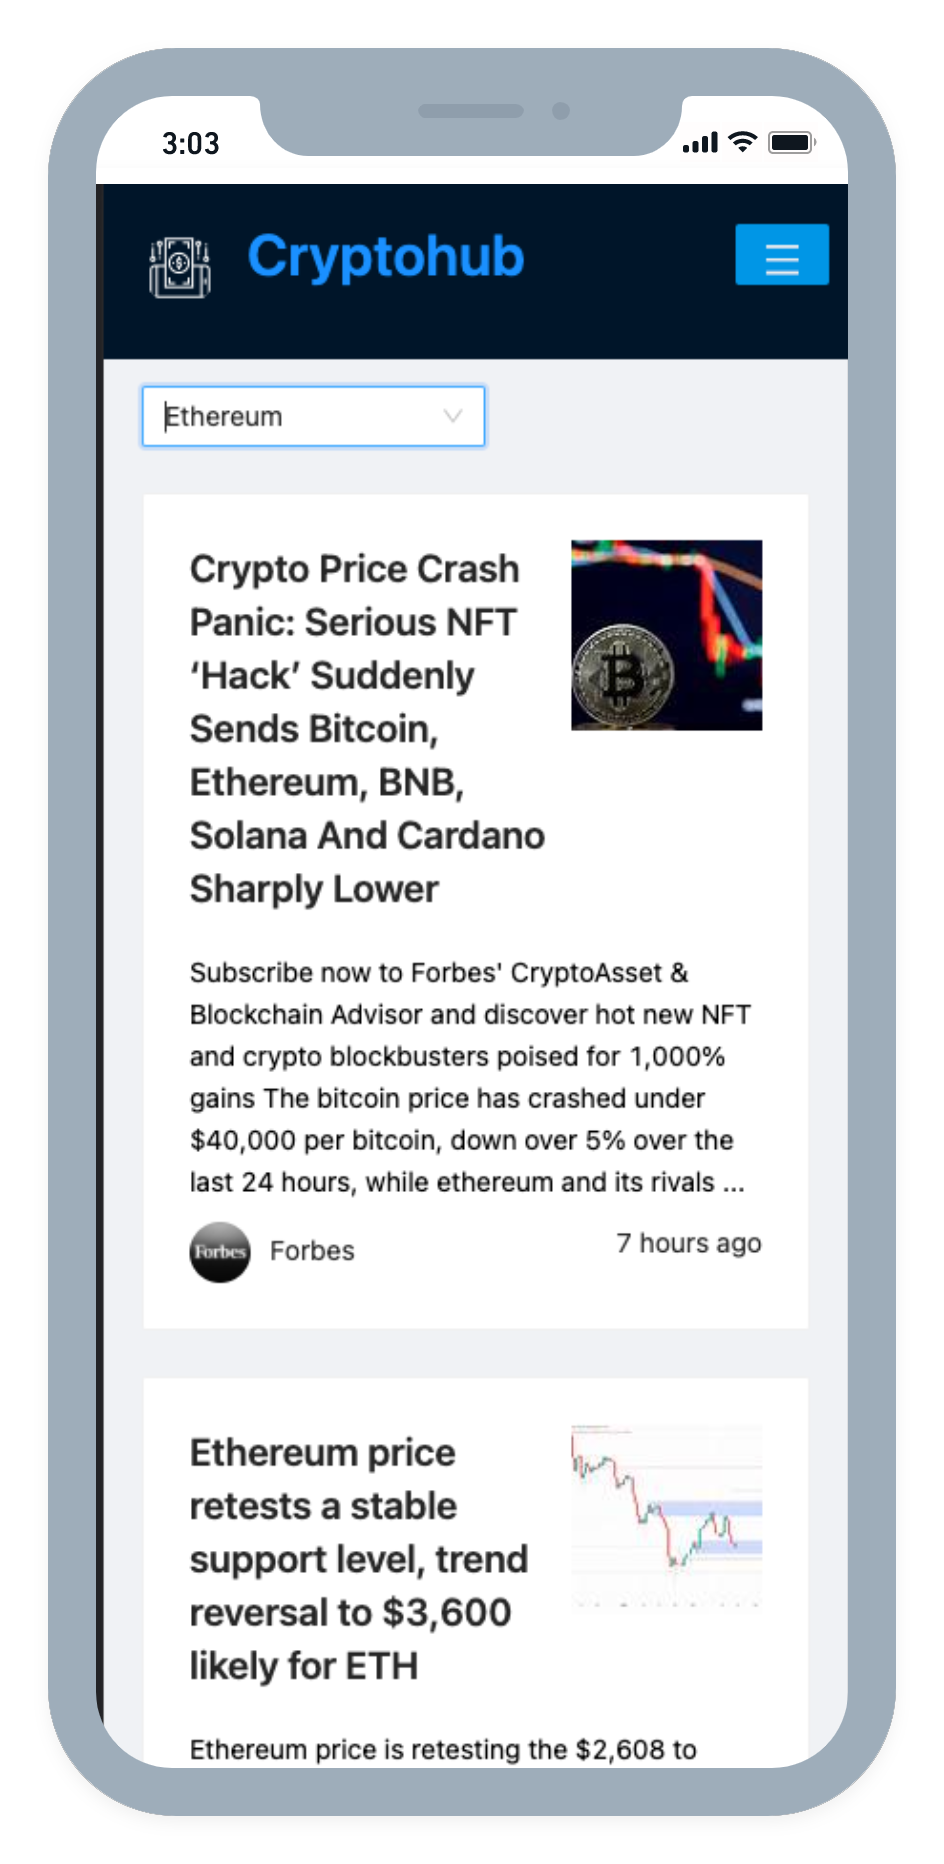 3:03
Cryptohub
Ethereum
Crypto Price Crash
Panic: Serious NFT
‘Hack’ Suddenly
Sends Bitcoin,
Ethereum, BNB,
Solana And Cardano
Sharply Lower
Subscribe now to Forbes' CryptoAsset &
Blockchain Advisor and discover hot new NFT
and crypto blockbusters poised for 1,000%
gains The bitcoin price has crashed under
$40,000 per bitcoin, down over 5% over the
last 24 hours, while ethereum and its rivals ...
Forbes
Forbes
7 hours ago
Ethereum price
retests a stable
support level, trend
reversal to $3,600
likely for ETH
Ethereum price is retesting the $2,608 to